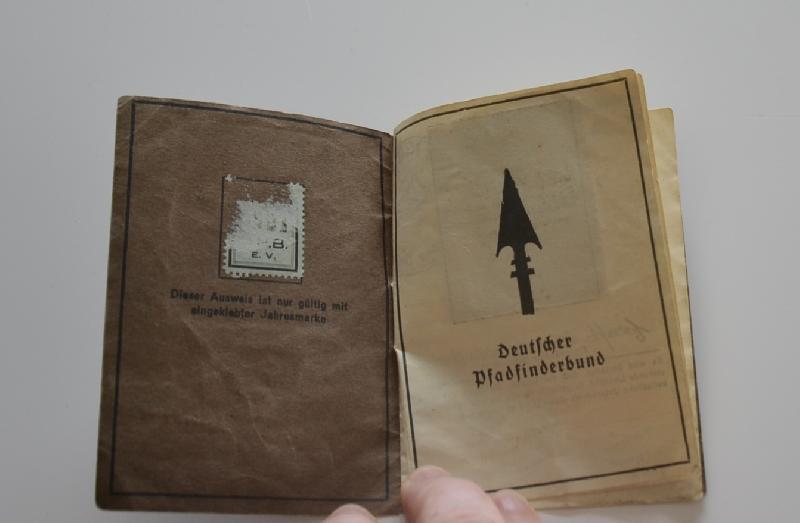 .B.
E.V.
Dieser Ausweis ist nur gültig mit
eingeklebter Jahresmarke
Deutscher
Pfadfinderbund